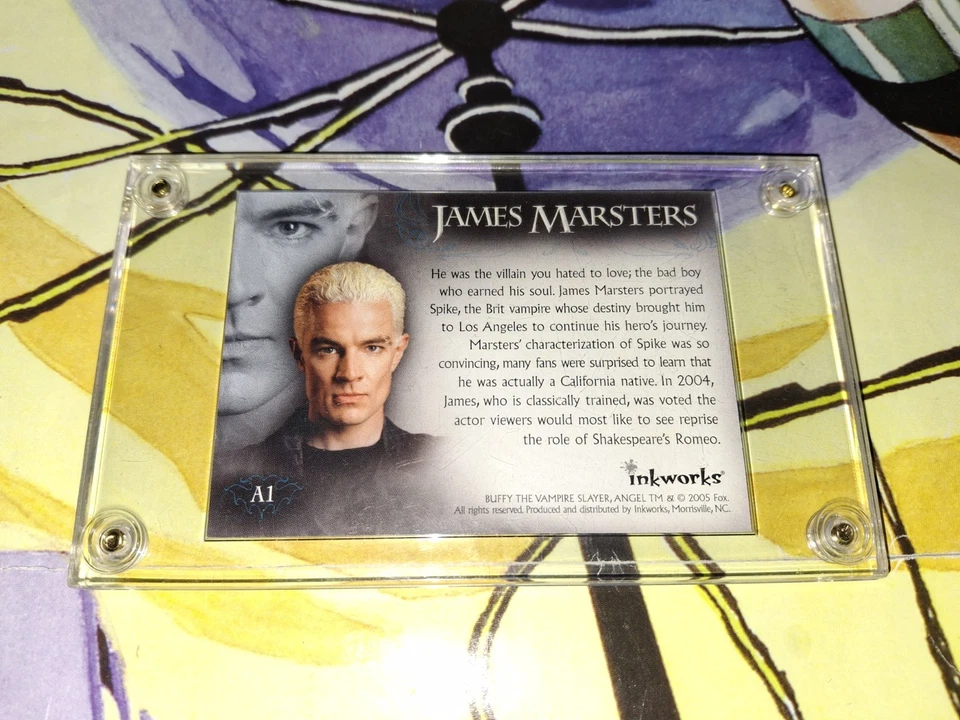 JAMES MARSTERS
He was the villain you hated to love; the bad boy
who earned his soul. James Marsters portrayed
Spike, the Brit vampire whose destiny brought him
to Los Angeles to continue his hero's journey.
Marsters' characterization of Spike was so
convincing, many fans were surprised to learn that
he was actually a California native. In 2004,
James, who is classically trained, was voted the
actor viewers would most like to see reprise
the role of Shakespeare's Romeo.
inkworks®
A1
BUFFY THE VAMPIRE SLAYER, ANGEL TM & © 2005 Fox.
All rights reserved. Produced and distributed by Inkworks, Morrisville, NC.